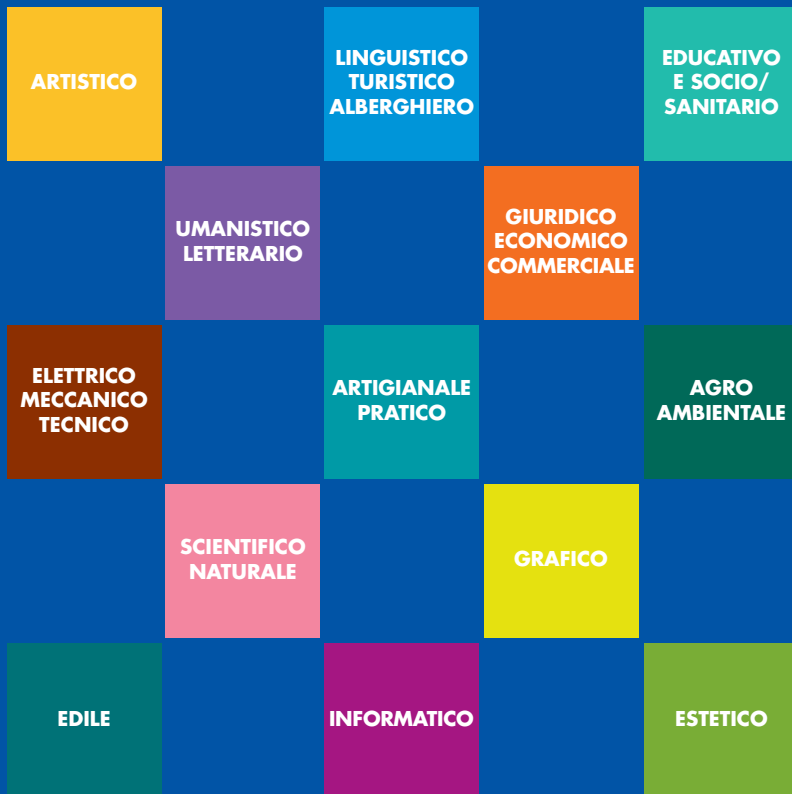 ARTISTICO
LINGUISTICO
TURISTICO
ALBERGHIERO
EDUCATIVO
E SOCIO/
SANITARIO
UMANISTICO
LETTERARIO
GIURIDICO
ECONOMICO
COMMERCIALE
ELETTRICO
MECCANICO
TECNICO
ARTIGIANALE
PRATICO
AGRO
AMBIENTALE
SCIENTIFICO
NATURALE
GRAFICO
EDILE
INFORMATICO
ESTETICO